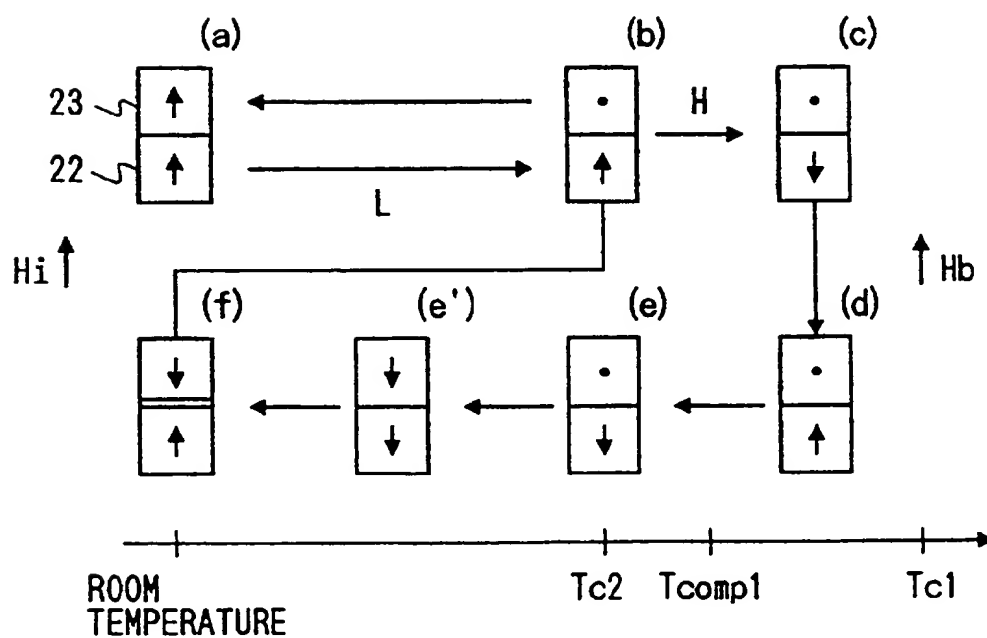 (a)
(b)
(c)
23
H
22
L
Hi
Hb
(f)
(e')
(e)
(d)
ROOM
TEMPERATURE
Tc2
Tcomp1
Tc1